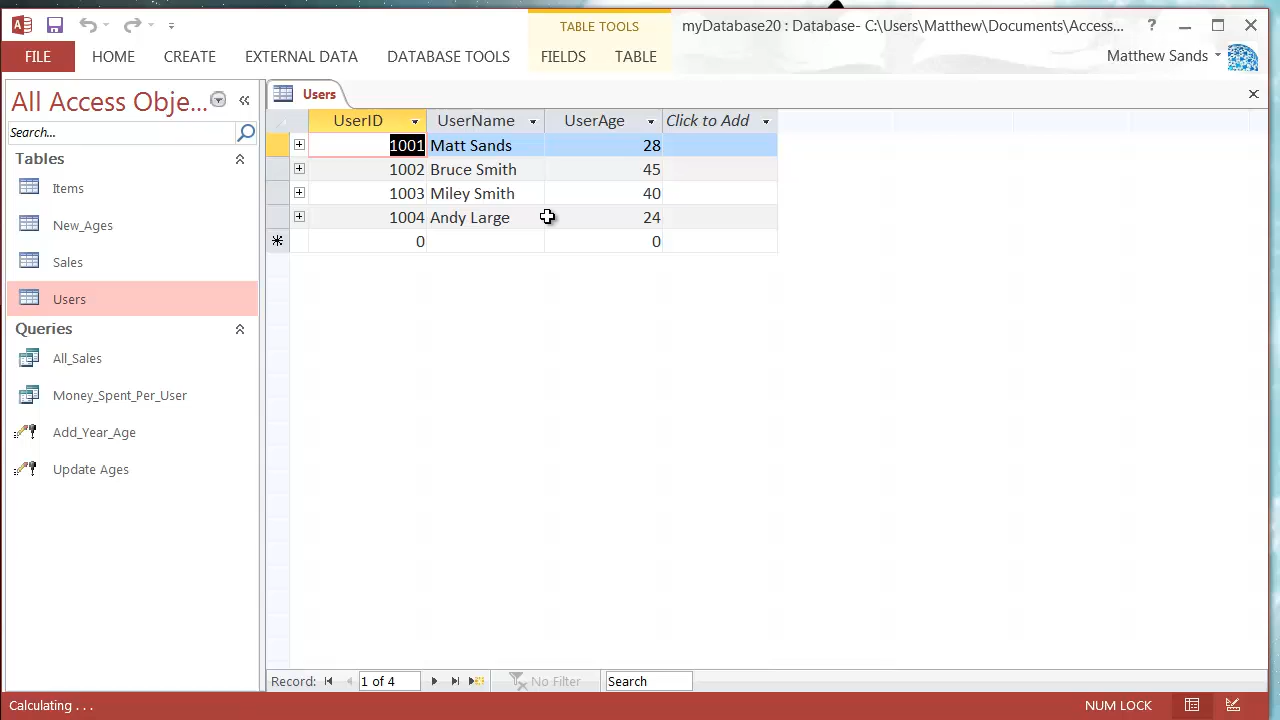 TABLE TOOLS
myDatabase20 : Database- C:\Users\Matthew\Documents\Access...
?
FILE HOME CREATE EXTERNAL DATA DATABASE TOOLS FIELDS TABLE
Matthew Sands
All Access Obje...
Search...
Tables
Items
New_Ages
Sales
Users
Queries
All_Sales
Money_Spent_Per_User
Add_Year_Age
Update Ages
Users
UserID UserName UserAge Click to Add
1001 Matt Sands 28
1002 Bruce Smith 45
1003 Miley Smith 40
1004 Andy Large 24
0 0
Record: 1 of 4 No Filter Search
Calculating . . .
NUM LOCK